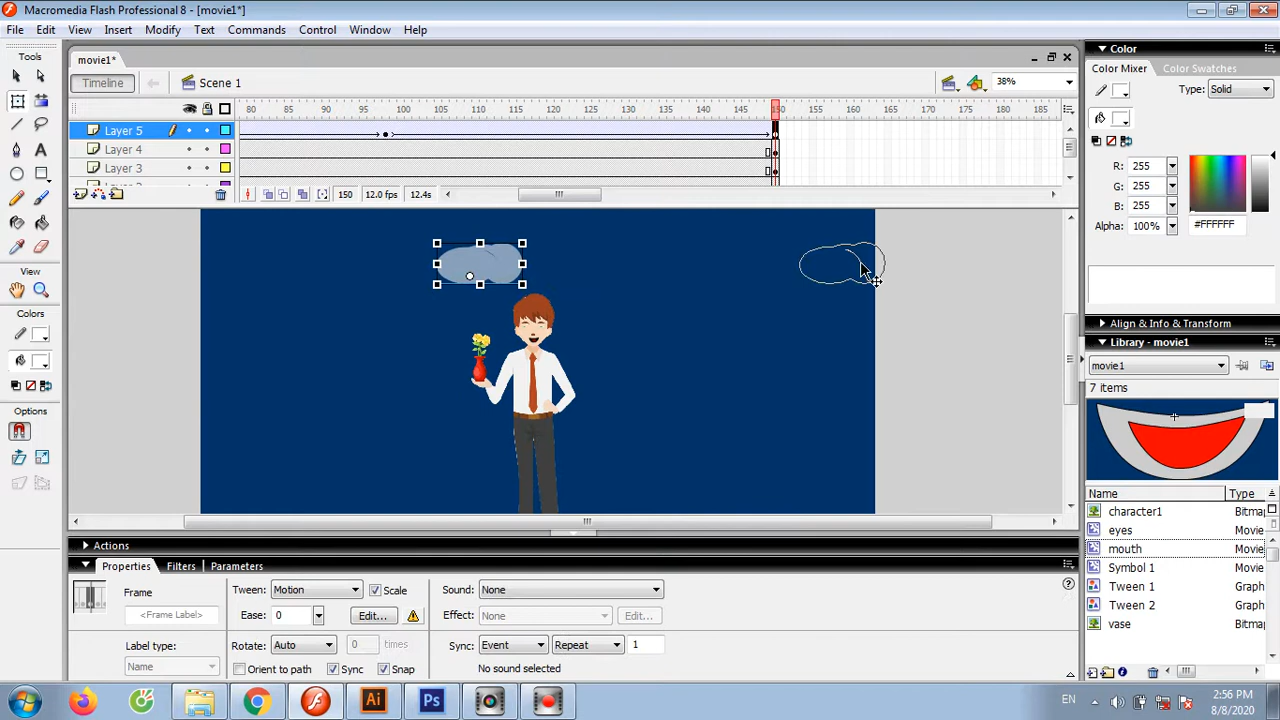 Macromedia Flash Professional 8 - [movie1*]
File Edit View Insert Modify Text Commands Control Window Help
Tools
View
Colors
Options
movie1*
Timeline Scene 1 38%
80 85 90 95 100 105 110 115 120 125 130 135 140 145 150 155 160 165 170 175 180 185
Layer 5
Layer 4
Layer 3
150 12.0 fps 12.4s
Color
Color Mixer Color Swatches
Type: Solid
R: 255
G: 255
B: 255
Alpha: 100% #FFFFFF
Align & Info & Transform
Library - movie1
movie1
7 items
Name Type
character1 Bitma
eyes Movie
mouth Movie
Symbol 1 Movie
Tween 1 Graph
Tween 2 Graph
vase Bitma
Actions
Properties Filters Parameters
Frame
<Frame Label>
Label type:
Name
Tween: Motion Scale
Ease: 0 Edit...
Rotate: Auto 0 times
Orient to path Sync Snap
Sound: None
Effect: None Edit...
Sync: Event Repeat 1
No sound selected
Ai Ps
EN
2:56 PM
8/8/2020